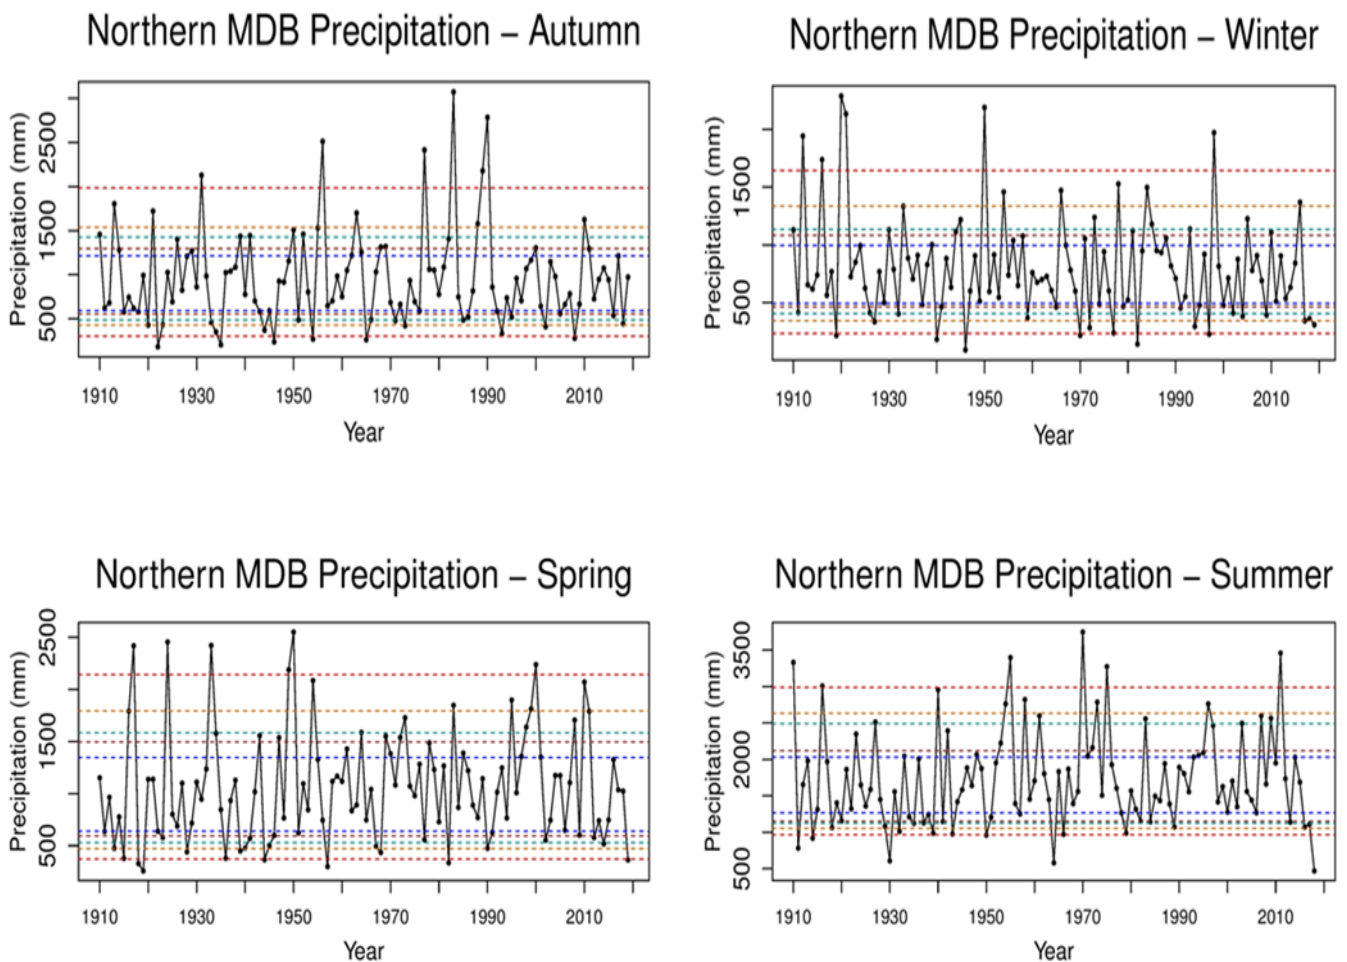 Northern MDB Precipitation – Autumn
Precipitation (mm)
2500
1500
500
1910 1930 1950 1970 1990 2010
Year
Northern MDB Precipitation – Winter
Precipitation (mm)
1500
500
1910 1930 1950 1970 1990 2010
Year
Northern MDB Precipitation – Spring
Precipitation (mm)
2500
1500
500
1910 1930 1950 1970 1990 2010
Year
Northern MDB Precipitation – Summer
Precipitation (mm)
3500
2000
500
1910 1930 1950 1970 1990 2010
Year